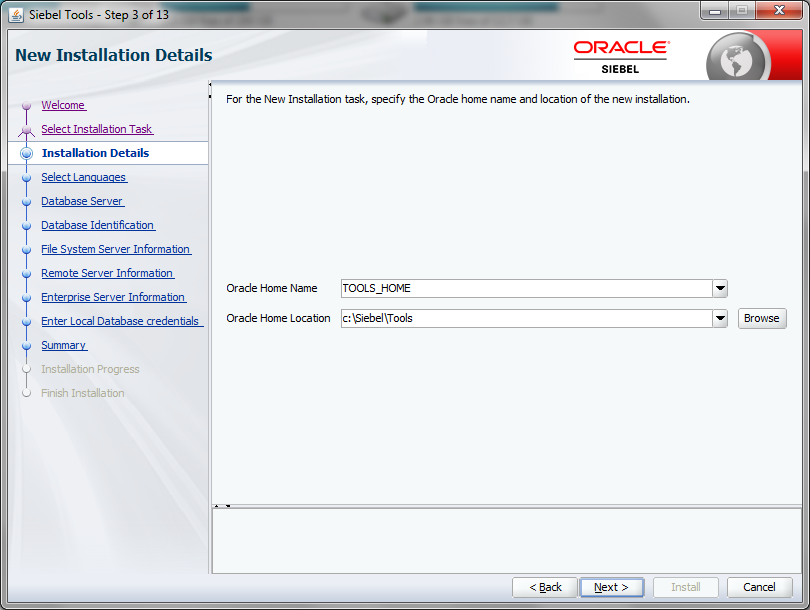 Siebel Tools - Step 3 of 13
New Installation Details
ORACLE
SIEBEL
Welcome
Select Installation Task
Installation Details
Select Languages
Database Server
Database Identification
File System Server Information
Remote Server Information
Enterprise Server Information
Enter Local Database credentials
Summary
Installation Progress
Finish Installation
For the New Installation task, specify the Oracle home name and location of the new installation.
Oracle Home Name TOOLS_HOME
Oracle Home Location c:\Siebel\Tools Browse
< Back Next > Install Cancel